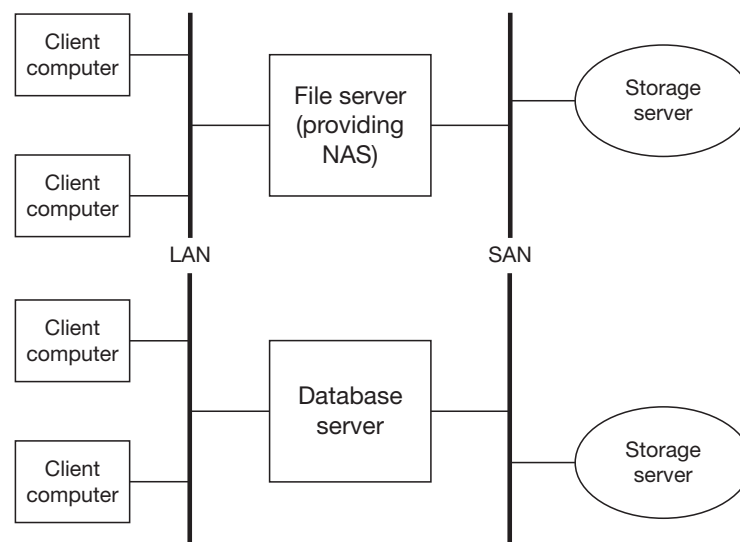 Client
computer
File server
(providing
NAS)
Storage
server
Client
computer
LAN
SAN
Client
computer
Database
server
Client
computer
Storage
server